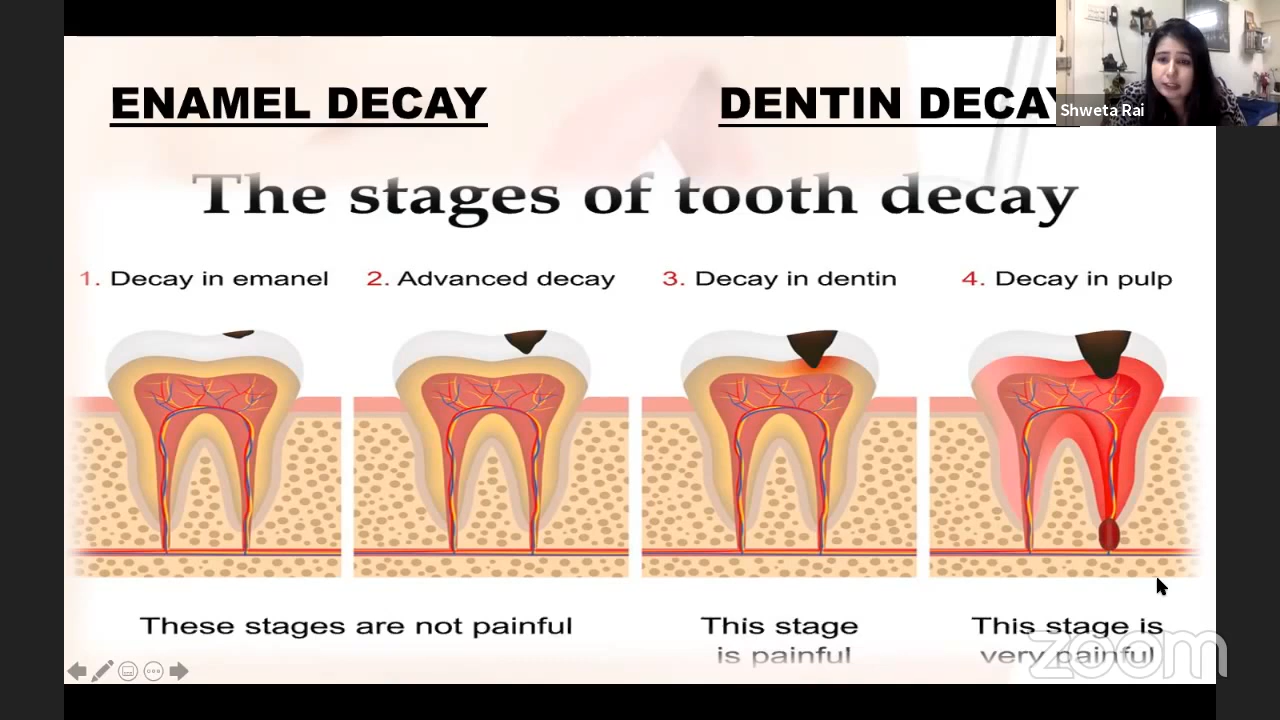 ENAMEL DECAY
DENTIN DECAY
Shweta Rai
The stages of tooth decay
1. Decay in emanel
2. Advanced decay
3. Decay in dentin
4. Decay in pulp
These stages are not painful
This stage
is painful
This stage is
very painful
zoom